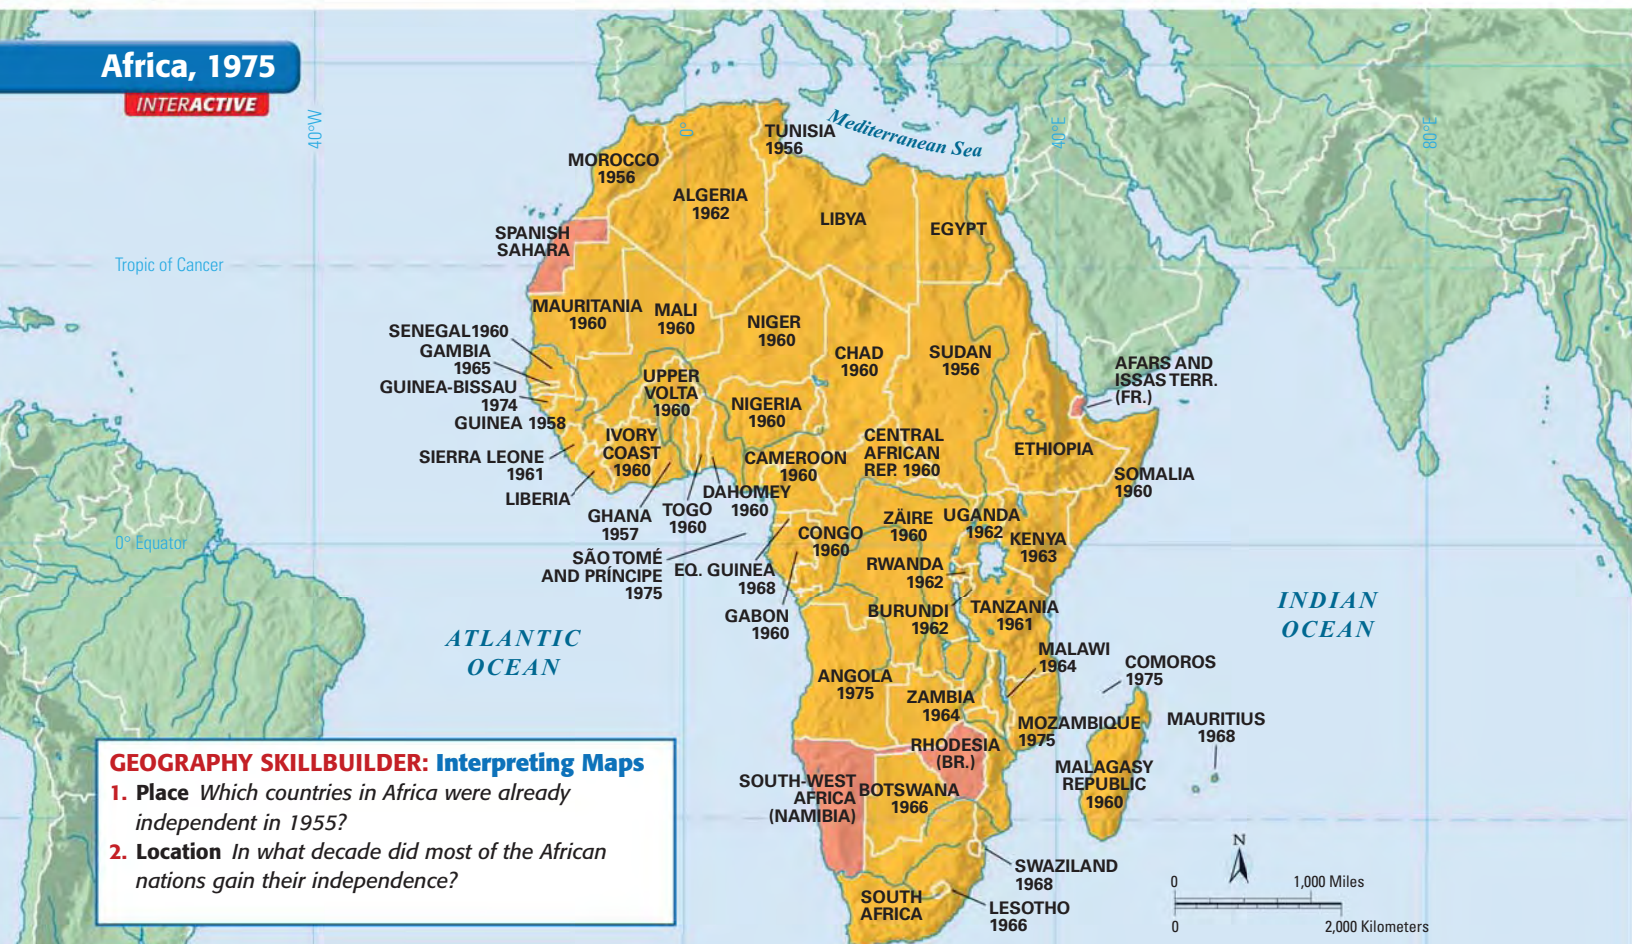 Africa, 1975
INTERACTIVE
40°W
0°
40°E
80°E
Mediterranean Sea
TUNISIA
1956
MOROCCO
1956
ALGERIA
1962
LIBYA
EGYPT
SPANISH
SAHARA
Tropic of Cancer
MAURITANIA
1960
MALI
1960
NIGER
1960
CHAD
1960
SUDAN
1956
SENEGAL1960
GAMBIA
1965
GUINEA-BISSAU
1974
GUINEA 1958
UPPER
VOLTA
1960
NIGERIA
1960
AFARS AND
ISSAS TERR.
(FR.)
IVORY
COAST
1960
CENTRAL
AFRICAN
REP. 1960
ETHIOPIA
SIERRA LEONE
1961
LIBERIA
CAMEROON
1960
SOMALIA
1960
GHANA
1957
TOGO
1960
DAHOMEY
1960
0° Equator
CONGO
1960
ZÄIRE
1960
UGANDA
1962
KENYA
1963
SÃO TOMÉ
AND PRÍNCIPE
1975
EQ. GUINEA
1968
RWANDA
1962
GABON
1960
BURUNDI
1962
TANZANIA
1961
INDIAN
OCEAN
ATLANTIC
OCEAN
MALAWI
1964
COMOROS
1975
ANGOLA
1975
ZAMBIA
1964
MOZAMBIQUE
1975
MAURITIUS
1968
RHODESIA
(BR.)
SOUTH-WEST
AFRICA
(NAMIBIA)
BOTSWANA
1966
MALAGASY
REPUBLIC
1960
SWAZILAND
1968
SOUTH
AFRICA
LESOTHO
1966
GEOGRAPHY SKILLBUILDER: Interpreting Maps
1. Place Which countries in Africa were already
independent in 1955?
2. Location In what decade did most of the African
nations gain their independence?
N
0 1,000 Miles
0 2,000 Kilometers